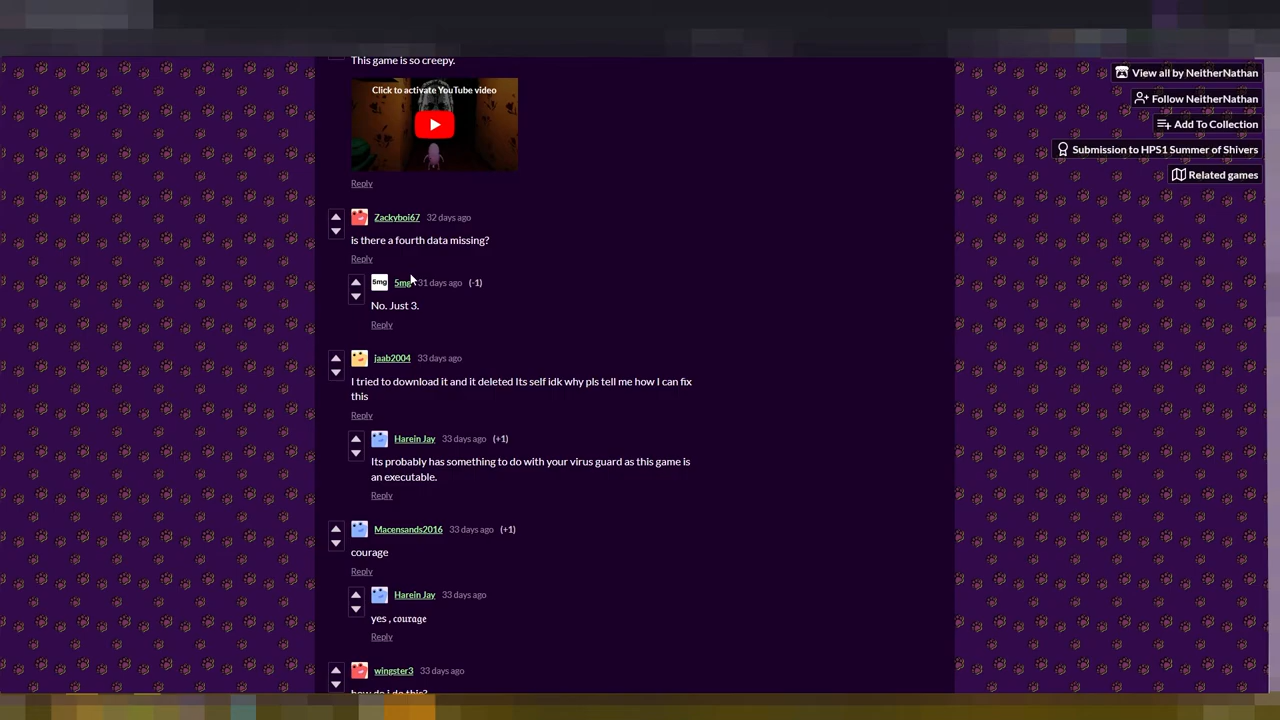 This game is so creepy.
Click to activate YouTube video
Reply
Zackyboi67 32 days ago
is there a fourth data missing?
Reply
5mg
5mg 31 days ago (-1)
No. Just 3.
Reply
jaab2004 33 days ago
I tried to download it and it deleted Its self idk why pls tell me how I can fix
this
Reply
Harein Jay 33 days ago (+1)
Its probably has something to do with your virus guard as this game is
an executable.
Reply
Macensands2016 33 days ago (+1)
courage
Reply
Harein Jay 33 days ago
yes , 𝔠𝔬𝔲𝔯𝔞𝔤𝔢
Reply
wingster3 33 days ago
how do i do this?
View all by NeitherNathan
Follow NeitherNathan
Add To Collection
Submission to HPS1 Summer of Shivers
Related games